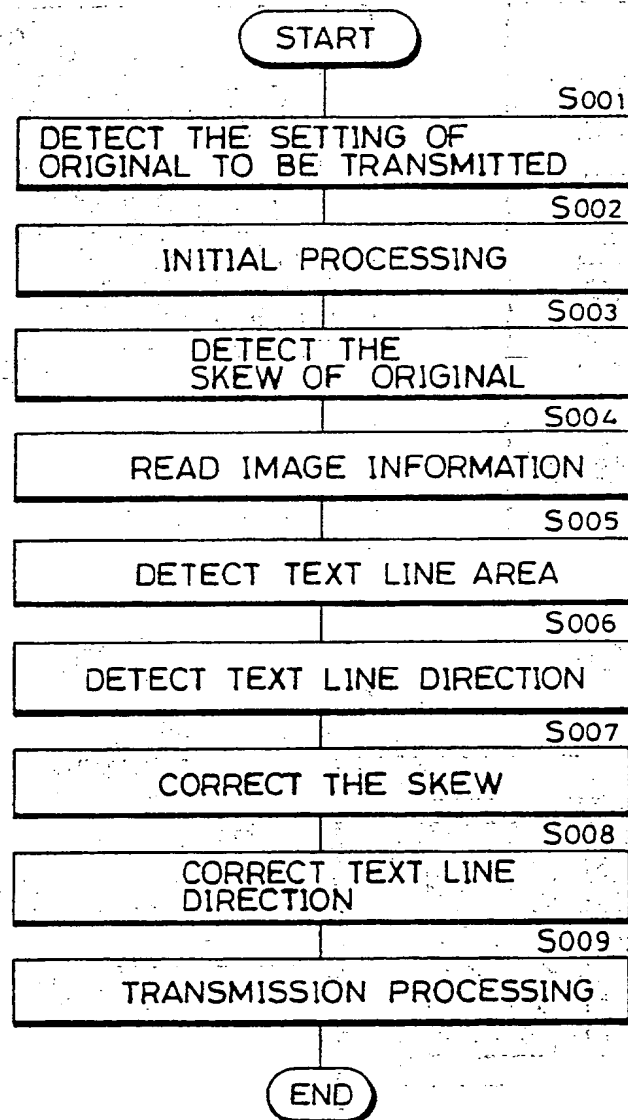 START
S001
DETECT THE SETTING OF
ORIGINAL TO BE TRANSMITTED
S002
INITIAL PROCESSING
S003
DETECT THE
SKEW OF ORIGINAL
S004
READ IMAGE INFORMATION
S005
DETECT TEXT LINE AREA
S006
DETECT TEXT LINE DIRECTION
S007
CORRECT THE SKEW
S008
CORRECT TEXT LINE
DIRECTION
S009
TRANSMISSION PROCESSING
END